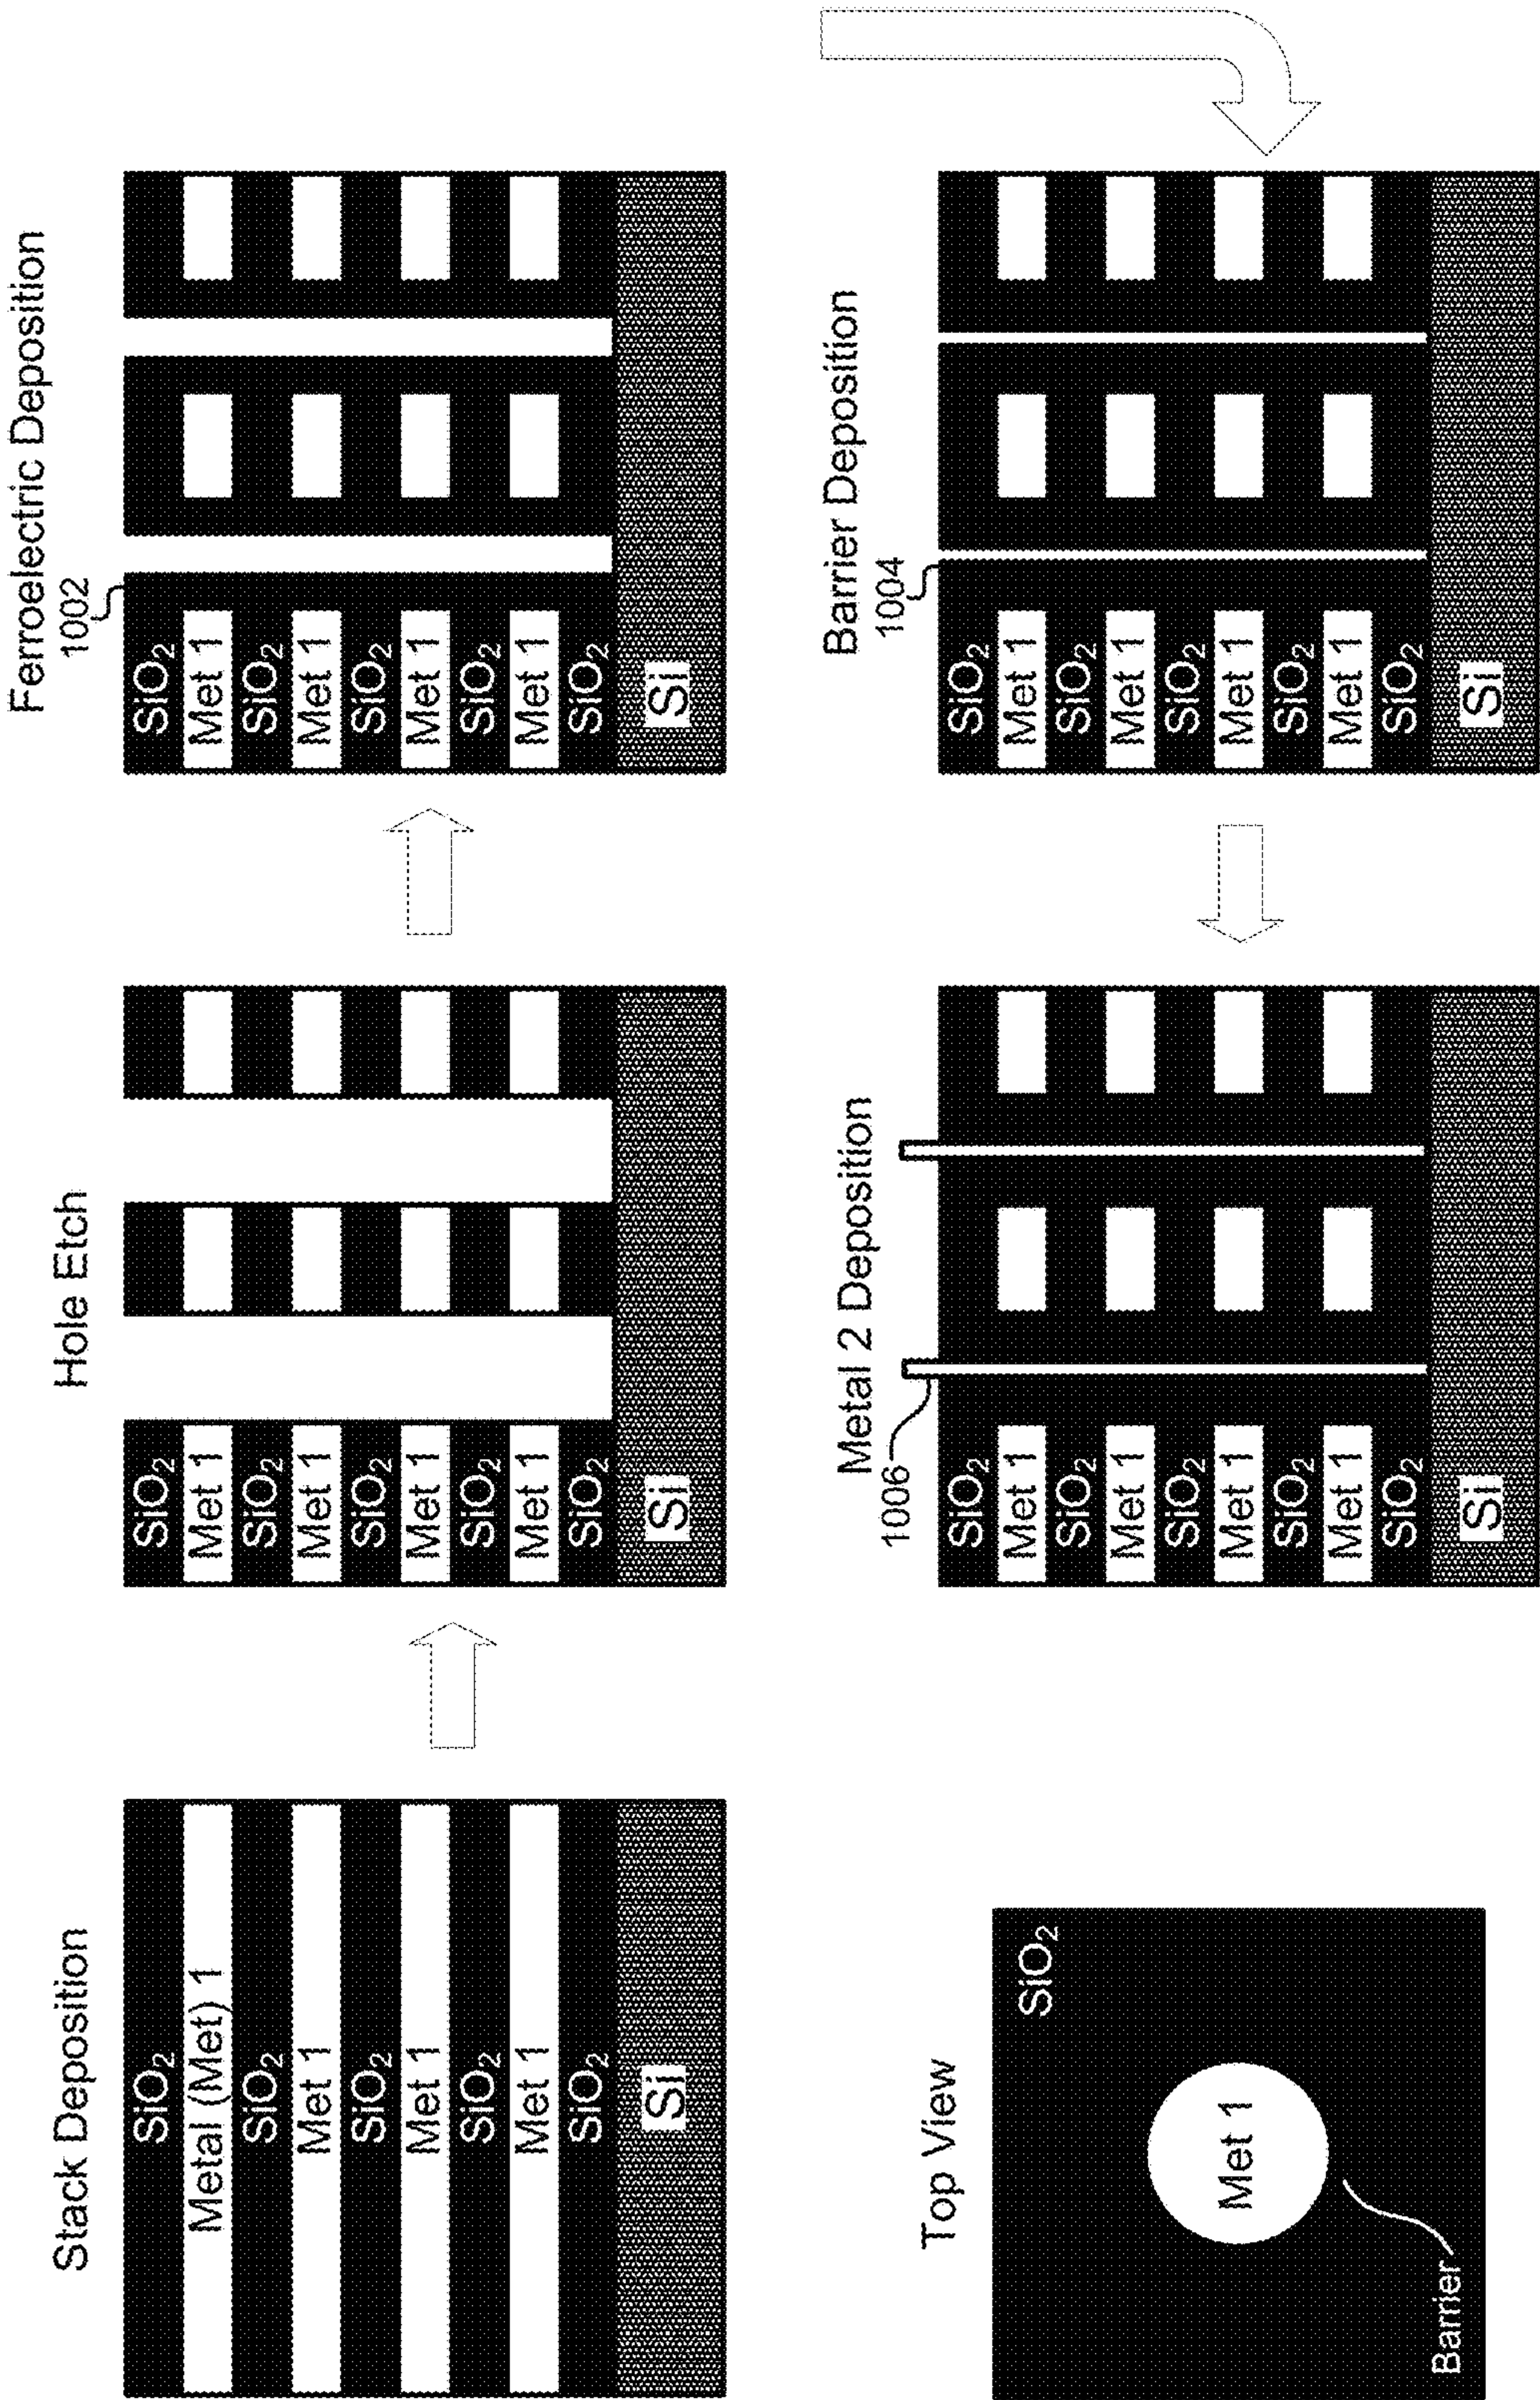 Stack Deposition
SiO₂
Metal (Met) 1
SiO₂
Met 1
SiO₂
Met 1
SiO₂
Met 1
SiO₂
Si
Hole Etch
SiO₂
Met 1
SiO₂
Met 1
SiO₂
Met 1
SiO₂
Met 1
SiO₂
Si
Ferroelectric Deposition
1002
SiO₂
Met 1
SiO₂
Met 1
SiO₂
Met 1
SiO₂
Met 1
SiO₂
Si
Top View
SiO₂
Met 1
Barrier
Metal 2 Deposition
1006
SiO₂
Met 1
SiO₂
Met 1
SiO₂
Met 1
SiO₂
Met 1
SiO₂
Si
Barrier Deposition
1004
SiO₂
Met 1
SiO₂
Met 1
SiO₂
Met 1
SiO₂
Met 1
SiO₂
Si